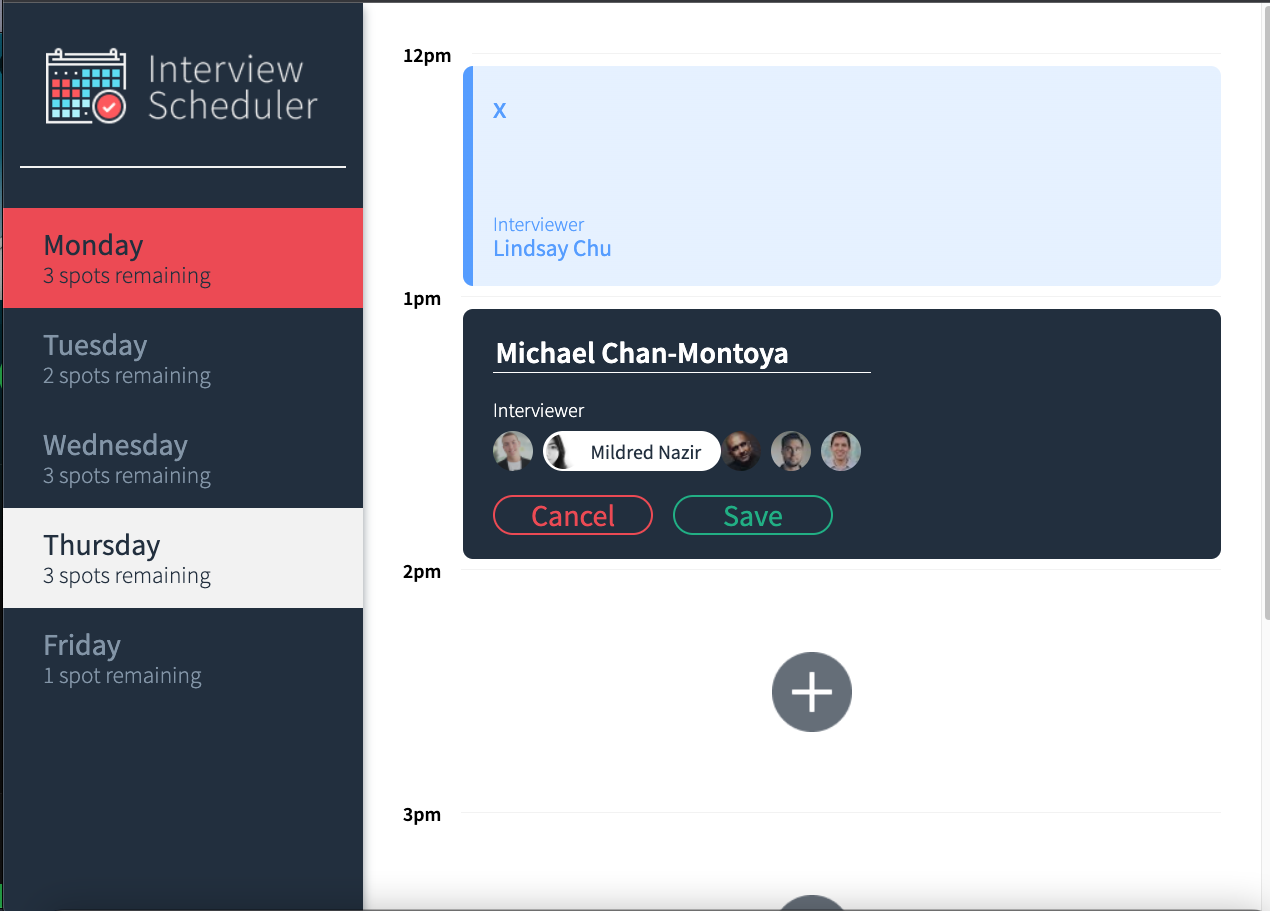 Interview
Scheduler
Monday
3 spots remaining
Tuesday
2 spots remaining
Wednesday
3 spots remaining
Thursday
3 spots remaining
Friday
1 spot remaining
12pm
x
Interviewer
Lindsay Chu
1pm
Michael Chan-Montoya
Interviewer
Mildred Nazir
Cancel
Save
2pm
3pm